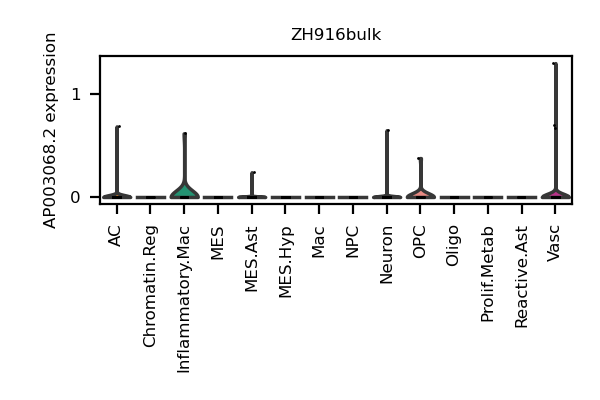 ZH916bulk
AP003068.2 expression
1
0
AC
Chromatin.Reg
Inflammatory.Mac
MES
MES.Ast
MES.Hyp
Mac
NPC
Neuron
OPC
Oligo
Prolif.Metab
Reactive.Ast
Vasc